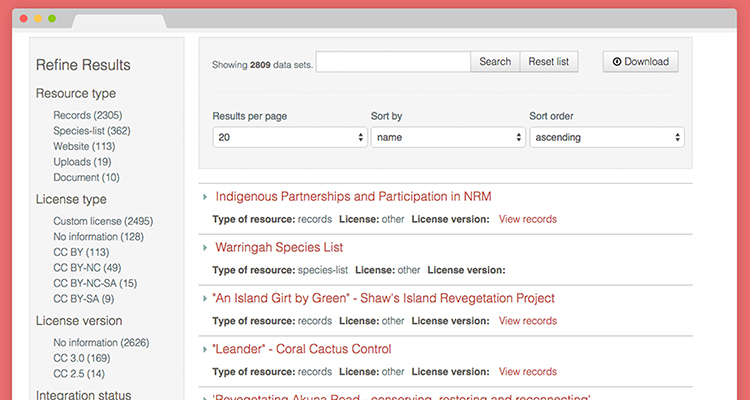 Refine Results
Resource type
Records (2305)
Species-list (362)
Website (113)
Uploads (19)
Document (10)
License type
Custom license (2495)
No information (128)
CC BY (113)
CC BY-NC (49)
CC BY-NC-SA (15)
CC BY-SA (9)
License version
No information (2626)
CC 3.0 (169)
CC 2.5 (14)
Integration status
Showing 2809 data sets. Search Reset list Download
Results per page Sort by Sort order
20 name ascending
Indigenous Partnerships and Participation in NRM
Type of resource: records License: other License version: View records
Warringah Species List
Type of resource: species-list License: other License version:
"An Island Girt by Green" - Shaw's Island Revegetation Project
Type of resource: records License: other License version: View records
"Leander" - Coral Cactus Control
Type of resource: records License: other License version: View records
'Revegetating Akuna Road - conserving, restoring and reconnecting'